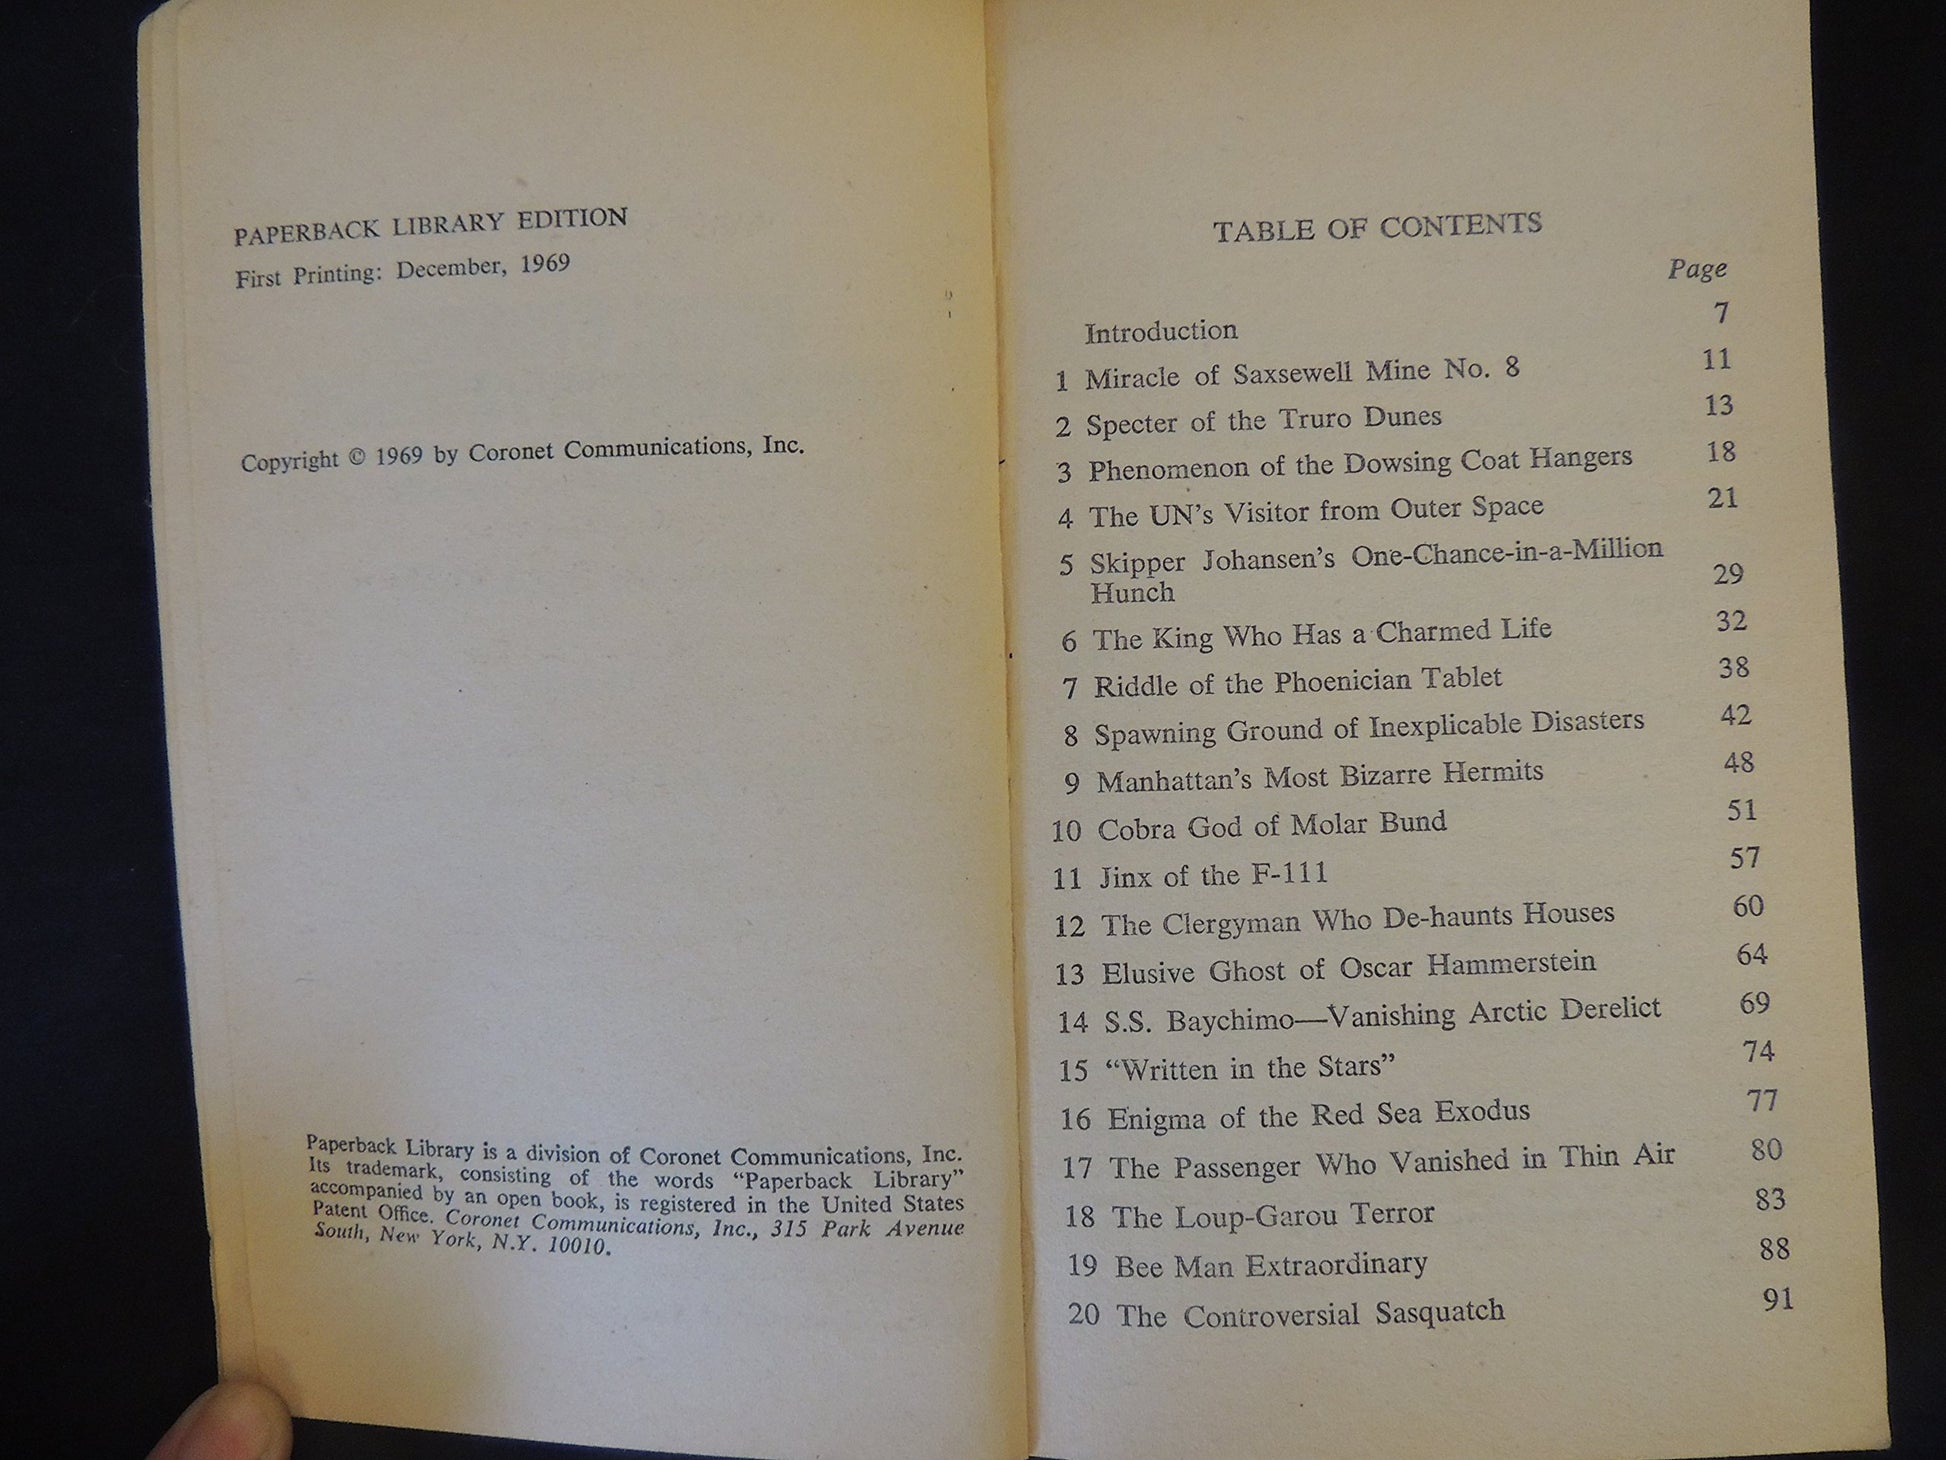 PAPERBACK LIBRARY EDITION
First Printing: December, 1969
Copyright © 1969 by Coronet Communications, Inc.
Paperback Library is a division of Coronet Communications, Inc.
Its trademark, consisting of the words "Paperback Library"
accompanied by an open book, is registered in the United States
Patent Office. Coronet Communications, Inc., 315 Park Avenue
South, New York, N.Y. 10010.
TABLE OF CONTENTS
Page
Introduction 7
1 Miracle of Saxsewell Mine No. 8 11
2 Specter of the Truro Dunes 13
3 Phenomenon of the Dowsing Coat Hangers 18
4 The UN's Visitor from Outer Space 21
5 Skipper Johansen's One-Chance-in-a-Million
Hunch 29
6 The King Who Has a Charmed Life 32
7 Riddle of the Phoenician Tablet 38
8 Spawning Ground of Inexplicable Disasters 42
9 Manhattan's Most Bizarre Hermits 48
10 Cobra God of Molar Bund 51
11 Jinx of the F-111 57
12 The Clergyman Who De-haunts Houses 60
13 Elusive Ghost of Oscar Hammerstein 64
14 S.S. Baychimo—Vanishing Arctic Derelict 69
15 "Written in the Stars" 74
16 Enigma of the Red Sea Exodus 77
17 The Passenger Who Vanished in Thin Air 80
18 The Loup-Garou Terror 83
19 Bee Man Extraordinary 88
20 The Controversial Sasquatch 91